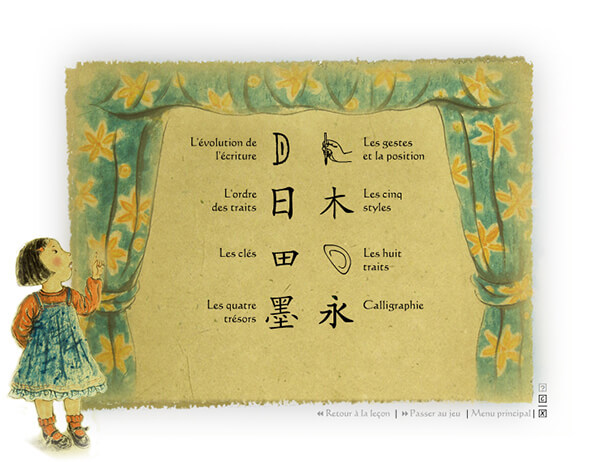 L'évolution de
l'écriture
Les gestes
et la position
L'ordre
des traits
日
木
Les cinq
styles
Les clés
田
Les huit
traits
Les quatre
trésors
墨
永
Calligraphie
?
C
X
Retour à la leçon | Passer au jeu | Menu principal |